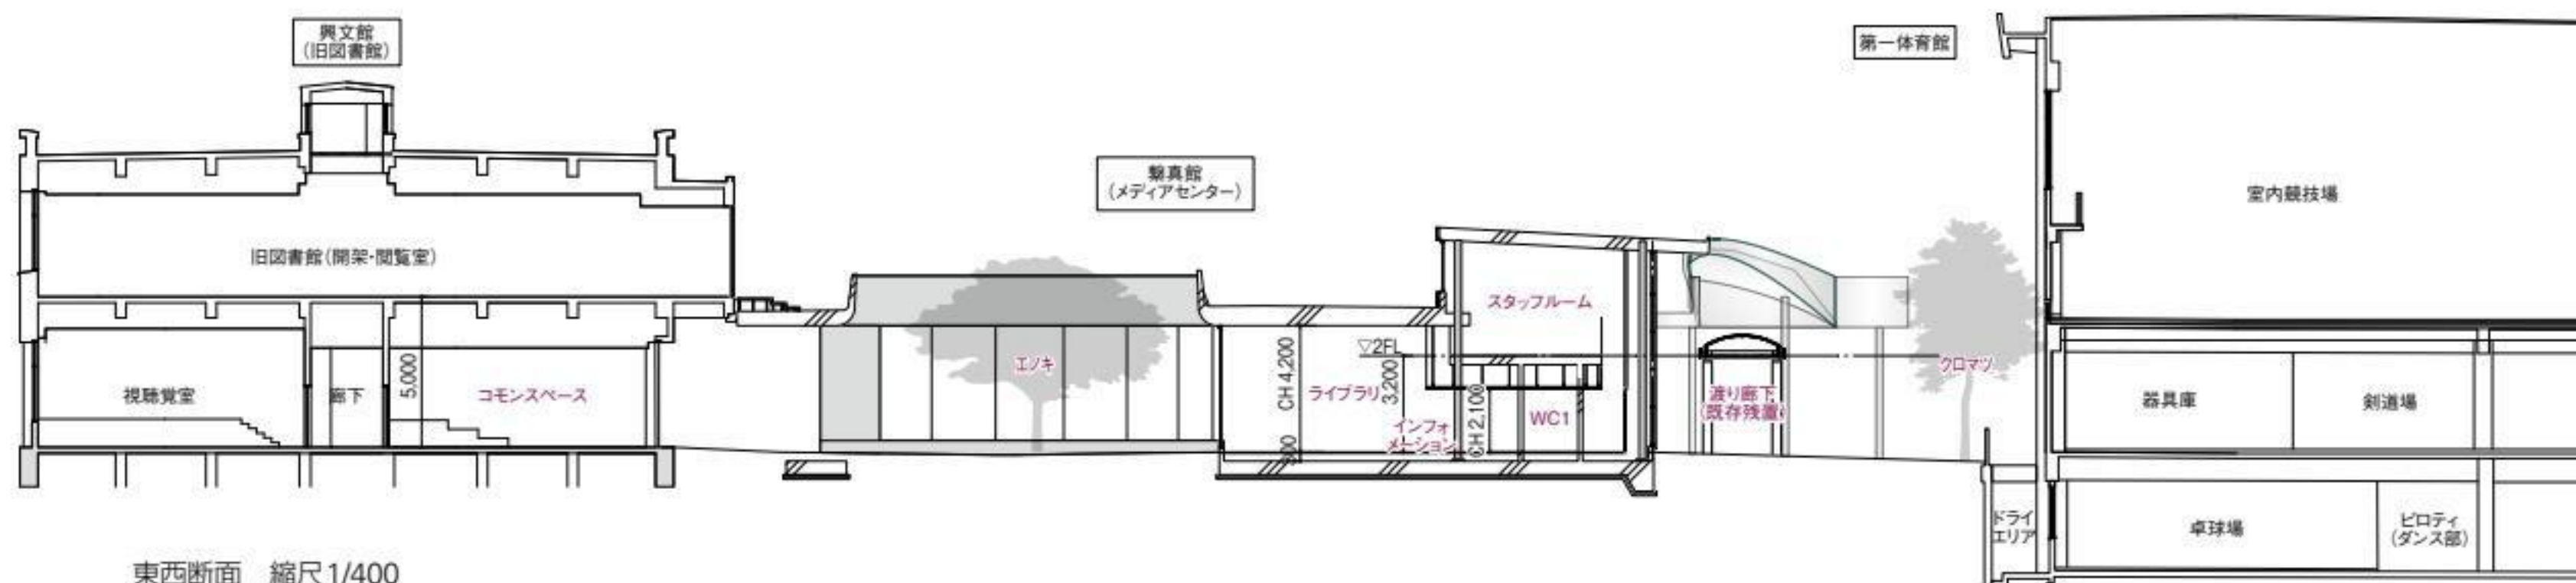 興文館
（旧図書館）
第一体育館
繫真館
（メディアセンター）
旧図書館（開架・閲覧室）
室内競技場
スタッフルーム
▽2FL
エノキ
クロマツ
視聴覚室
廊下
5,000
コモンスペース
CH 4,200
300
ライブラリ
3,200
インフォ
メーション
CH 2,100
WC1
渡り廊下
（既存残置）
器具庫
剣道場
ドライ
エリア
卓球場
ピロティ
（ダンス部）
東西断面　縮尺1/400